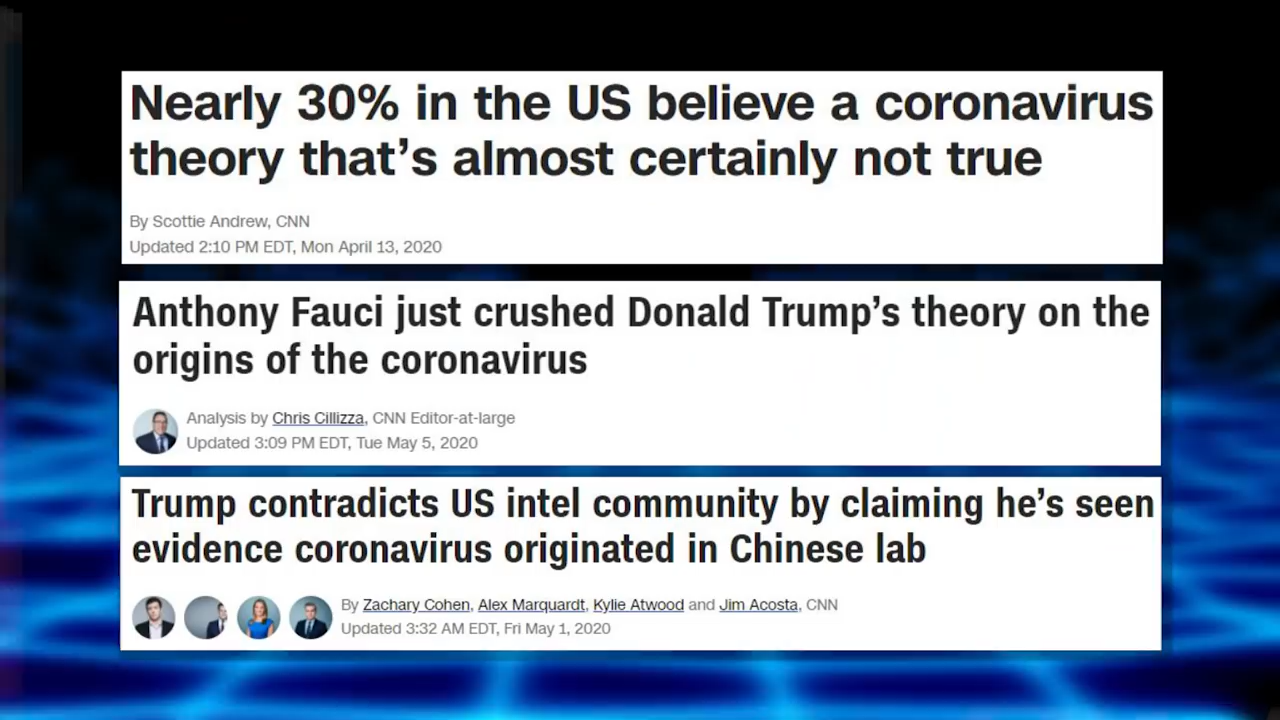 Nearly 30% in the US believe a coronavirus
theory that's almost certainly not true
By Scottie Andrew, CNN
Updated 2:10 PM EDT, Mon April 13, 2020
Anthony Fauci just crushed Donald Trump's theory on the
origins of the coronavirus
Analysis by Chris Cillizza, CNN Editor-at-large
Updated 3:09 PM EDT, Tue May 5, 2020
Trump contradicts US intel community by claiming he's seen
evidence coronavirus originated in Chinese lab
By Zachary Cohen, Alex Marquardt, Kylie Atwood and Jim Acosta, CNN
Updated 3:32 AM EDT, Fri May 1, 2020